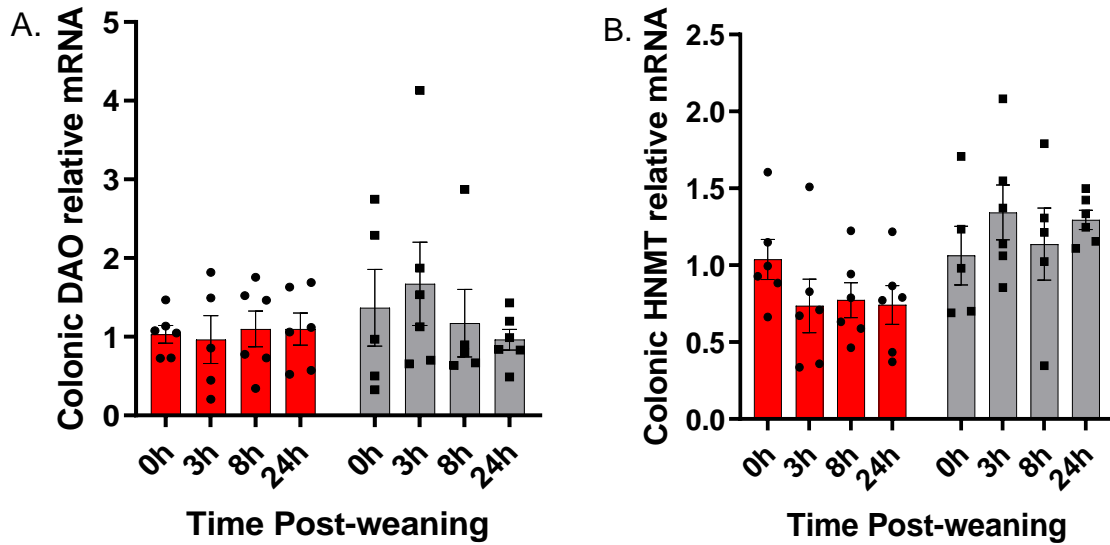 A.
Colonic DAO relative mRNA
5
4
3
2
1
0
0h 3h 8h 24h 0h 3h 8h 24h
Time Post-weaning
B.
Colonic HNMT relative mRNA
2.5
2.0
1.5
1.0
0.5
0.0
0h 3h 8h 24h 0h 3h 8h 24h
Time Post-weaning